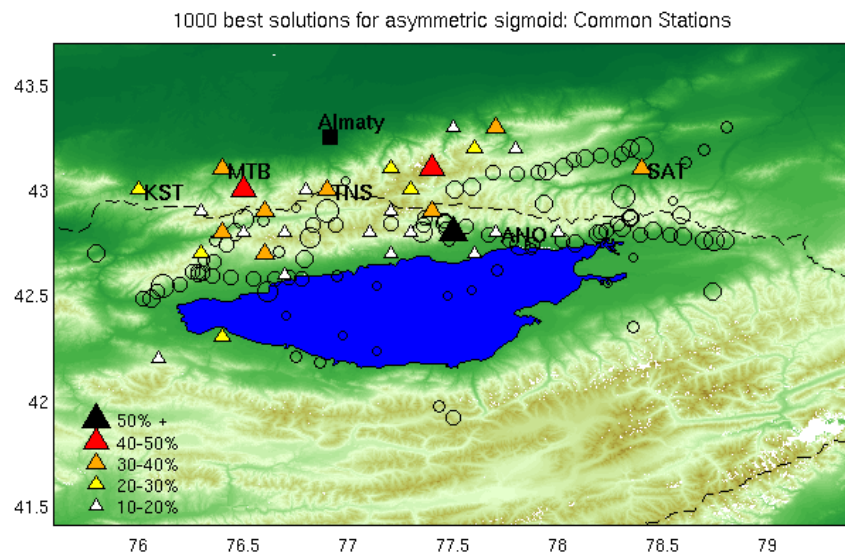 1000 best solutions for asymmetric sigmoid: Common Stations
43.5
Almaty
MTB
SAT
43
KST
TNS
ANO
42.5
42
50% +
40-50%
30-40%
20-30%
10-20%
41.5
76 76.5 77 77.5 78 78.5 79